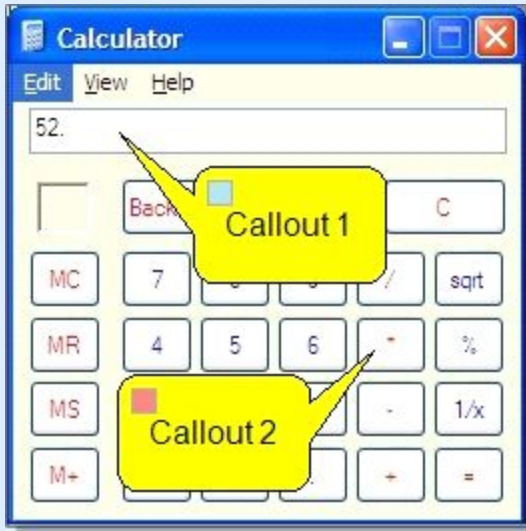 Calculator
Edit View Help
52.
Callout 1
C
MC 7 / sqrt
MR 4 5 6 * %
MS - 1/x
Callout 2
M+ + =